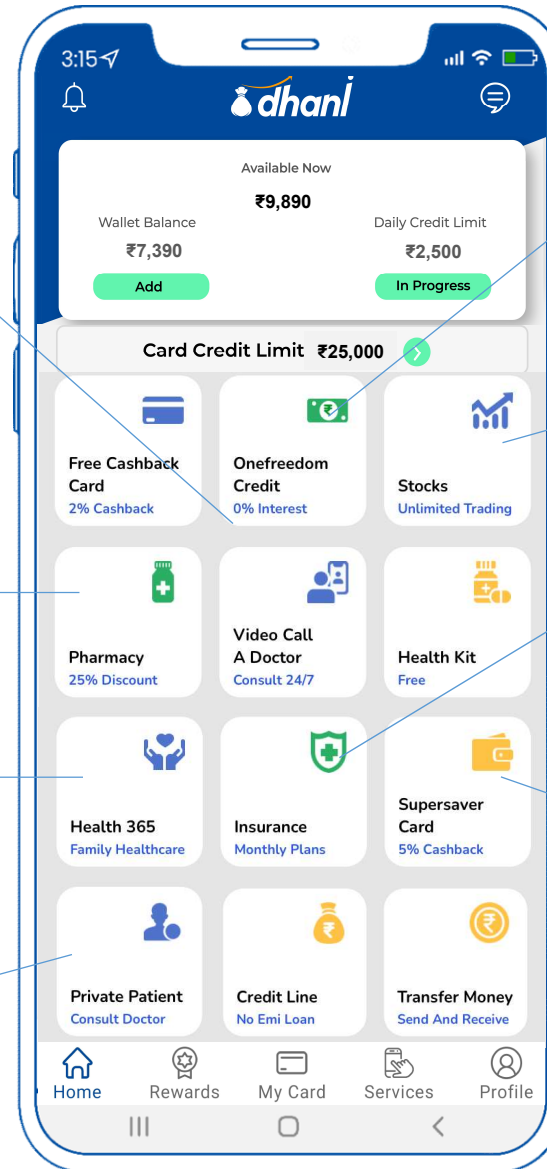 3:15
dhani
Available Now
₹9,890
Wallet Balance
Daily Credit Limit
₹7,390
₹2,500
Add
In Progress
Card Credit Limit ₹25,000
Free Cashback
Card
2% Cashback
Onefreedom
Credit
0% Interest
Stocks
Unlimited Trading
Pharmacy
25% Discount
Video Call
A Doctor
Consult 24/7
Health Kit
Free
Health 365
Family Healthcare
Insurance
Monthly Plans
Supersaver
Card
5% Cashback
Private Patient
Consult Doctor
Credit Line
No Emi Loan
Transfer Money
Send And Receive
Home
Rewards
My Card
Services
Profile